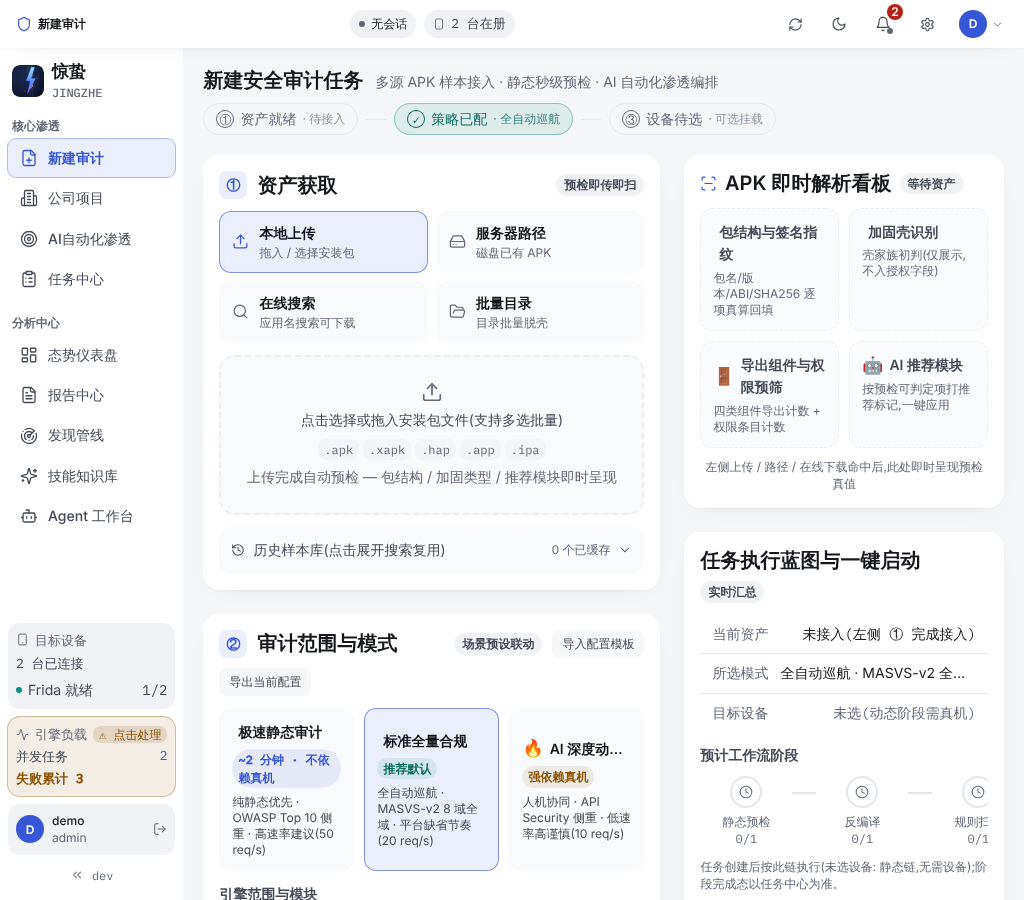 新建审计
无会话
2 台在册
2
D
惊蛰
JINGZHE
核心渗透
新建审计
公司项目
AI自动化渗透
任务中心
分析中心
态势仪表盘
报告中心
发现管线
技能知识库
Agent 工作台
目标设备
2 台已连接
Frida 就绪 1/2
引擎负载 ⚠ 点击处理
并发任务 2
失败累计 3
D
demo
admin
« dev
新建安全审计任务 多源 APK 样本接入 · 静态秒级预检 · AI 自动化渗透编排
① 资产就绪 · 待接入
✓ 策略已配 · 全自动巡航
③ 设备待选 · 可选挂载
① 资产获取 预检即传即扫
本地上传
拖入 / 选择安装包
服务器路径
磁盘已有 APK
在线搜索
应用名搜索可下载
批量目录
目录批量脱壳
点击选择或拖入安装包文件(支持多选批量)
.apk .xapk .hap .app .ipa
上传完成自动预检 — 包结构 / 加固类型 / 推荐模块即时呈现
历史样本库(点击展开搜索复用) 0 个已缓存
② 审计范围与模式 场景预设联动 导入配置模板
导出当前配置
极速静态审计
~2 分钟 · 不依
赖真机
纯静态优先 ·
OWASP Top 10 侧
重 · 高速率建议(50
req/s)
标准全量合规
推荐默认
全自动巡航 ·
MASVS-v2 8 域全
域 · 平台缺省节奏
(20 req/s)
🔥 AI 深度动…
强依赖真机
人机协同 · API
Security 侧重 · 低速
率高谨慎(10 req/s)
引擎范围与模块
APK 即时解析看板 等待资产
包结构与签名指
纹
包名/版
本/ABI/SHA256 逐
项真算回填
加固壳识别
壳家族初判(仅展示,
不入授权字段)
🚪 导出组件与权
限预筛
四类组件导出计数 +
权限条目计数
🤖 AI 推荐模块
按预检可判定项打推
荐标记,一键应用
左侧上传 / 路径 / 在线下载命中后,此处即时呈现预检
真值
任务执行蓝图与一键启动
实时汇总
当前资产 未接入(左侧 ① 完成接入)
所选模式 全自动巡航 · MASVS-v2 全…
目标设备 未选(动态阶段需真机)
预计工作流阶段
静态预检
0/1
反编译
0/1
规则扫
0/1
任务创建后按此链执行(未选设备: 静态链,无需设备);阶
段完成态以任务中心为准。